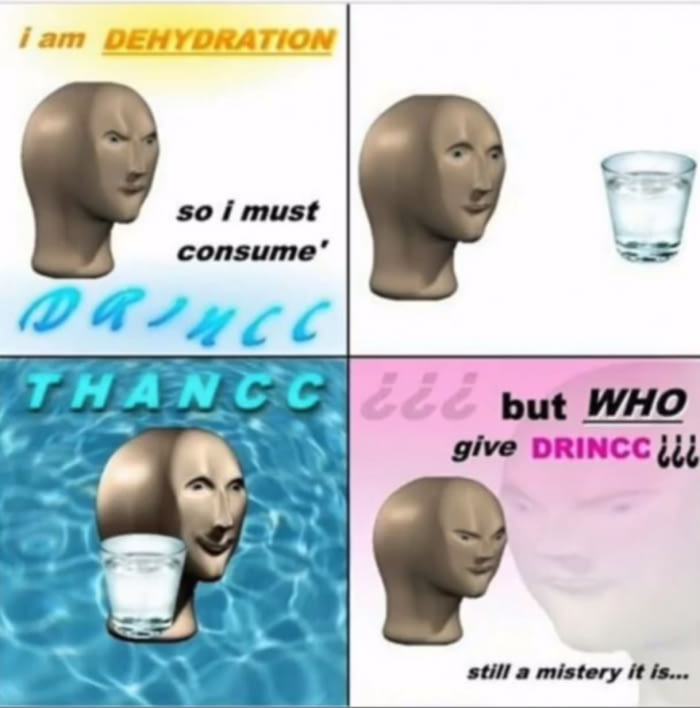 i am DEHYDRATION
so i must
consume'
DRINCC
THANCC
¿¿¿ but WHO
give DRINCC ¿¿¿
still a mistery it is...